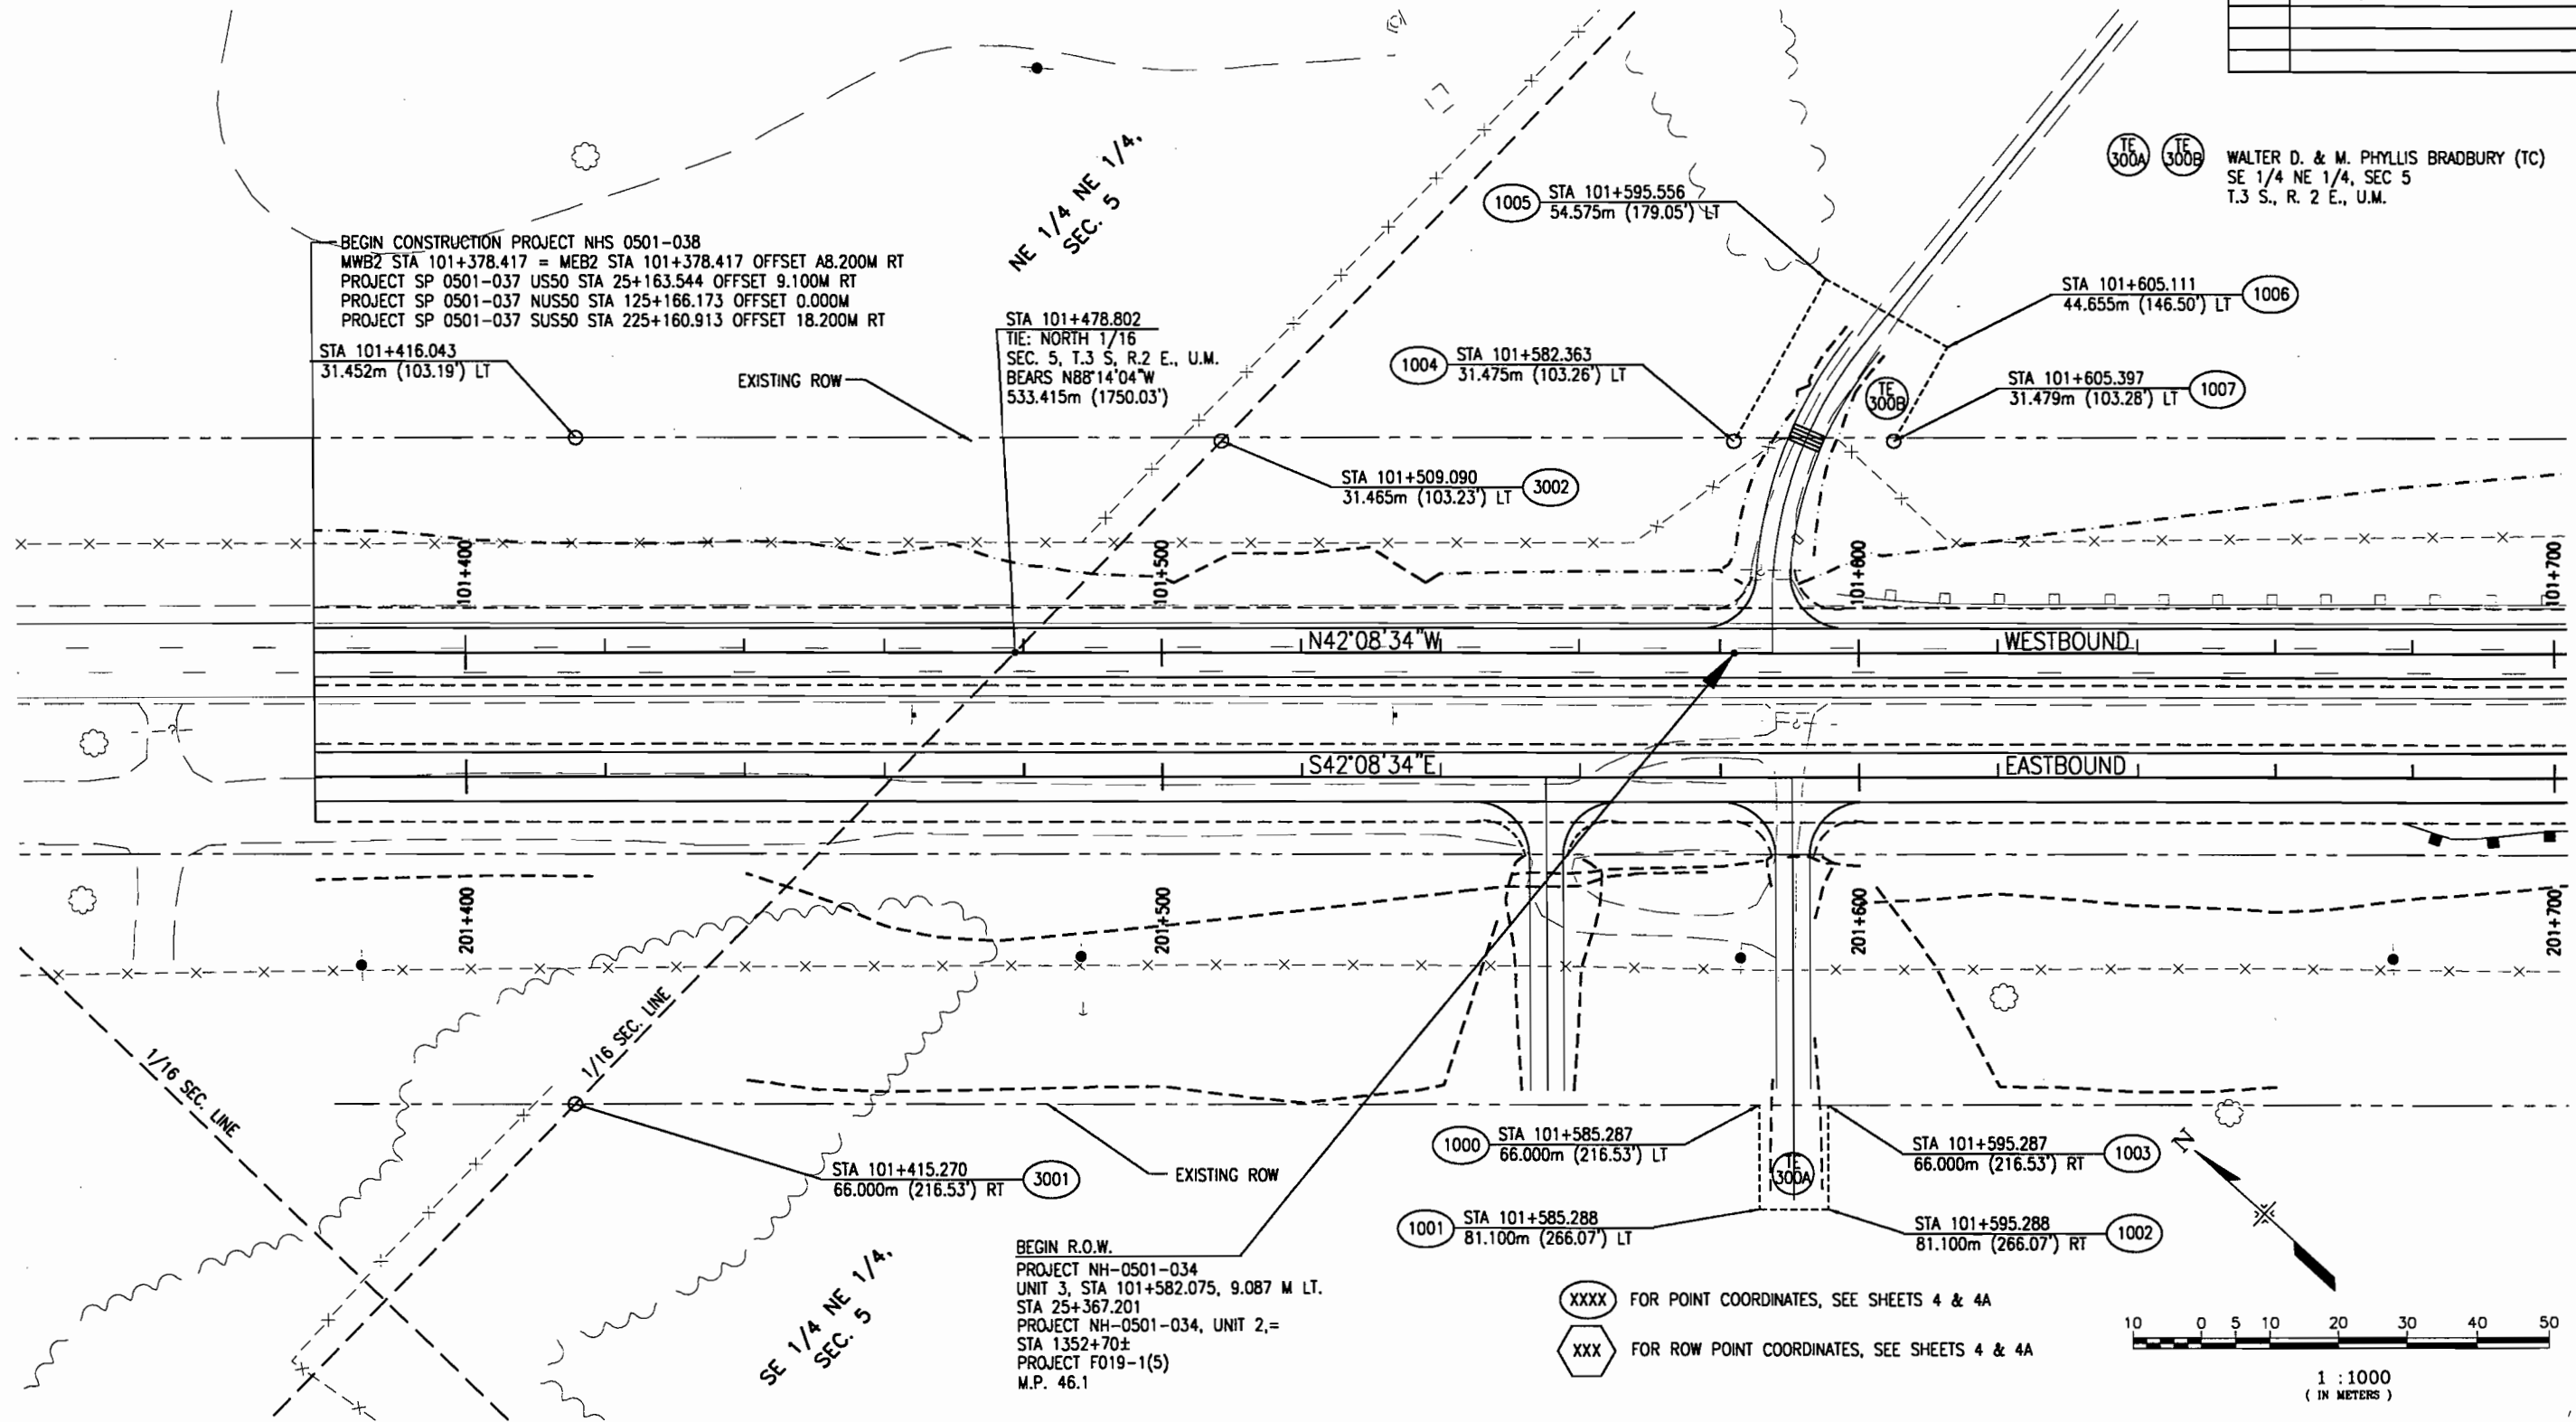 TE 300A
TE 300B
WALTER D. & M. PHYLLIS BRADBURY (TC)
SE 1/4 NE 1/4, SEC 5
T.3 S., R. 2 E., U.M.
NE 1/4 NE 1/4,
SEC. 5
1005
STA 101+595.556
54.575m (179.05') LT
BEGIN CONSTRUCTION PROJECT NHS 0501-038
MWB2 STA 101+378.417 = MEB2 STA 101+378.417 OFFSET A8.200M RT
PROJECT SP 0501-037 US50 STA 25+163.544 OFFSET 9.100M RT
PROJECT SP 0501-037 NUS50 STA 125+166.173 OFFSET 0.000M
PROJECT SP 0501-037 SUS50 STA 225+160.913 OFFSET 18.200M RT
STA 101+605.111
44.655m (146.50') LT
1006
STA 101+416.043
31.452m (103.19') LT
EXISTING ROW
STA 101+478.802
TIE: NORTH 1/16
SEC. 5, T.3 S, R.2 E., U.M.
BEARS N88°14'04"W
533.415m (1750.03')
1004
STA 101+582.363
31.475m (103.26') LT
TE 300B
STA 101+605.397
31.479m (103.28') LT
1007
STA 101+509.090
31.465m (103.23') LT
3002
101+400
101+500
101+600
101+700
N42°08'34"W
WESTBOUND
S42°08'34"E
EASTBOUND
201+400
201+500
201+600
201+700
1/16 SEC. LINE
1/16 SEC. LINE
STA 101+415.270
66.000m (216.53') RT
3001
EXISTING ROW
1000
STA 101+585.287
66.000m (216.53') LT
STA 101+595.287
66.000m (216.53') RT
1003
TE 300A
1001
STA 101+585.288
81.100m (266.07') LT
STA 101+595.288
81.100m (266.07') RT
1002
N
SE 1/4 NE 1/4,
SEC. 5
BEGIN R.O.W.
PROJECT NH-0501-034
UNIT 3, STA 101+582.075, 9.087 M LT.
STA 25+367.201
PROJECT NH-0501-034, UNIT 2,=
STA 1352+70±
PROJECT F019-1(5)
M.P. 46.1
XXXX FOR POINT COORDINATES, SEE SHEETS 4 & 4A
XXX FOR ROW POINT COORDINATES, SEE SHEETS 4 & 4A
10 0 5 10 20 30 40 50
1 :1000
( IN METERS )